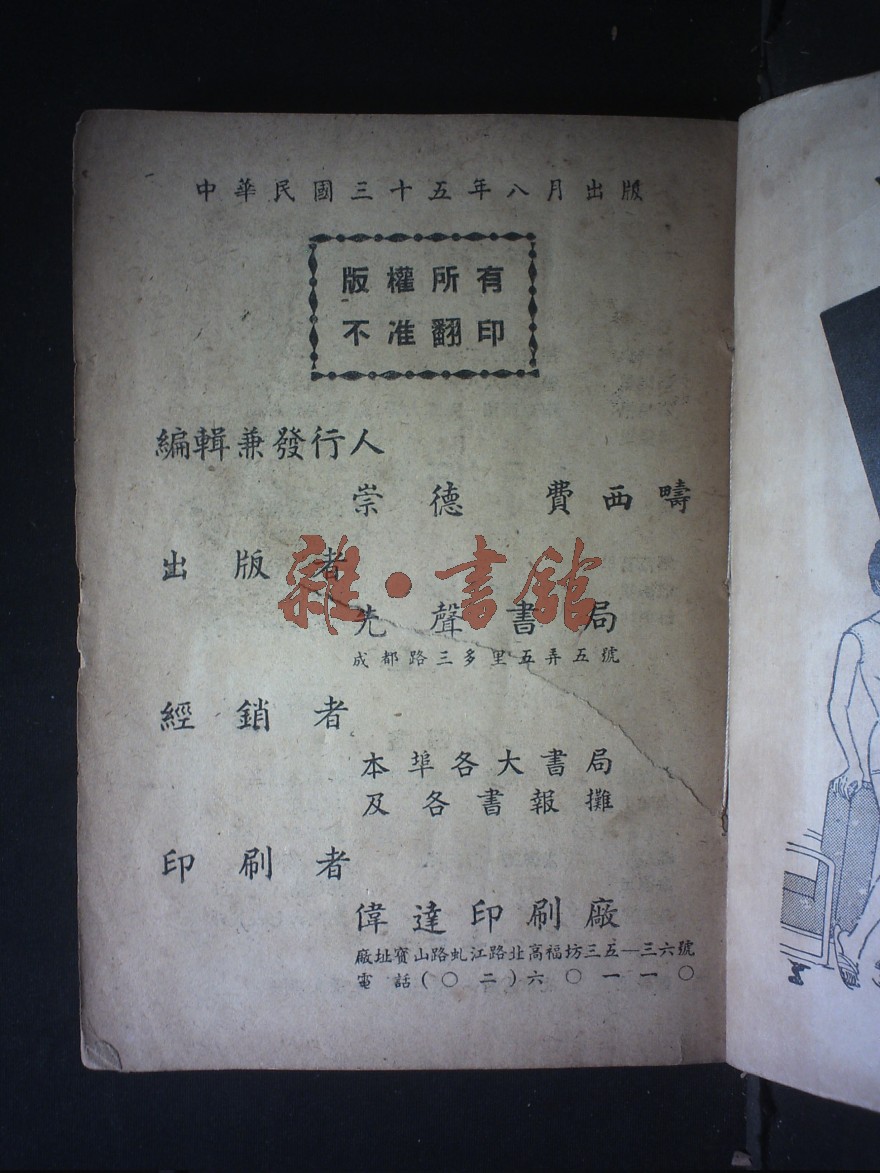 中華民國三十五年八月出版
版權所有
不准翻印
編輯兼發行人
崇德 費西疇
出版者
先聲書局
成都路三多里五弄五號
經銷者
本埠各大書局
及各書報攤
印刷者
偉達印刷廠
廠址寶山路虬江路北高福坊三五—三六號
電話(〇二)六〇一一〇
雜·書館